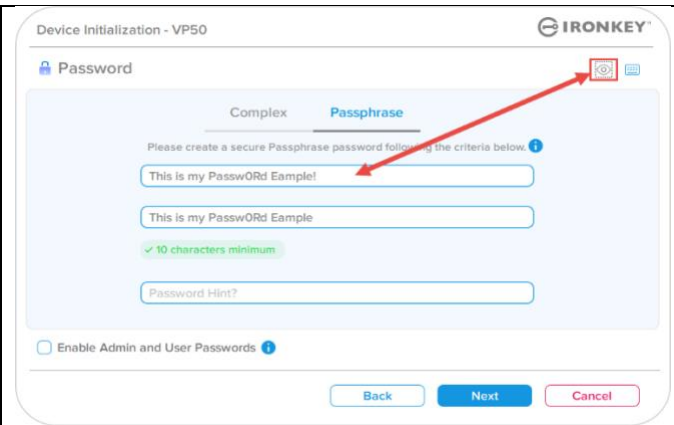 Device Initialization - VP50
IRONKEY™
Password
Complex Passphrase
Please create a secure Passphrase password following the criteria below.
This is my Passw0Rd Eample!
This is my Passw0Rd Eample
✓ 10 characters minimum
Password Hint?
Enable Admin and User Passwords
Back Next Cancel